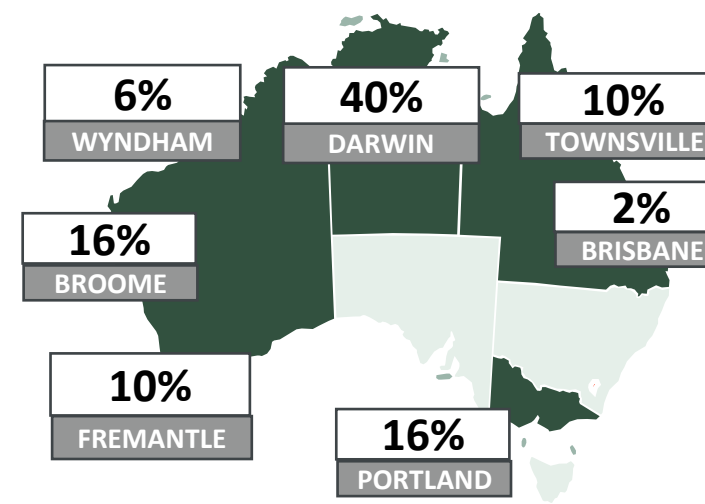 6%
WYNDHAM
40%
DARWIN
10%
TOWNSVILLE
2%
BRISBANE
16%
BROOME
10%
FREMANTLE
16%
PORTLAND